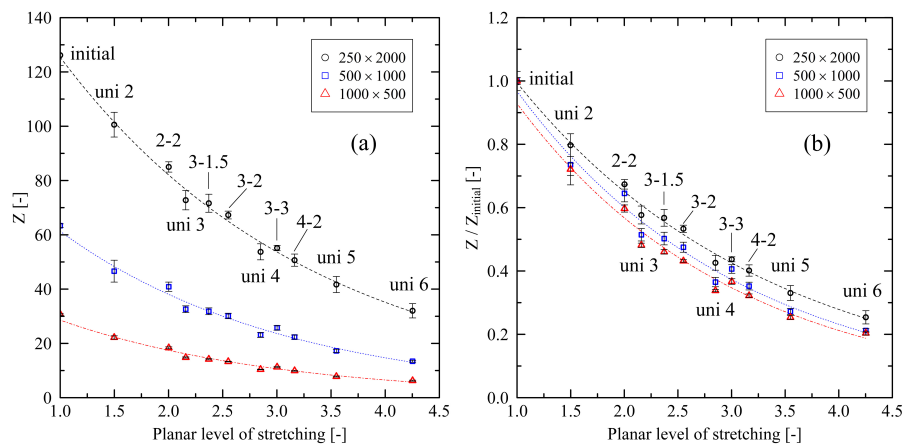 140
120
100
80
60
40
20
0
Z [-]
1.0 1.5 2.0 2.5 3.0 3.5 4.0 4.5
Planar level of stretching [-]
250 × 2000
500 × 1000
1000 × 500
(a)
initial
uni 2
2-2
uni 3
3-1.5
3-2
uni 4
3-3
4-2
uni 5
uni 6
1.2
1.0
0.8
0.6
0.4
0.2
0.0
Z / Zinitial [-]
1.0 1.5 2.0 2.5 3.0 3.5 4.0 4.5
Planar level of stretching [-]
250 × 2000
500 × 1000
1000 × 500
(b)
initial
uni 2
2-2
uni 3
3-1.5
3-2
uni 4
3-3
4-2
uni 5
uni 6